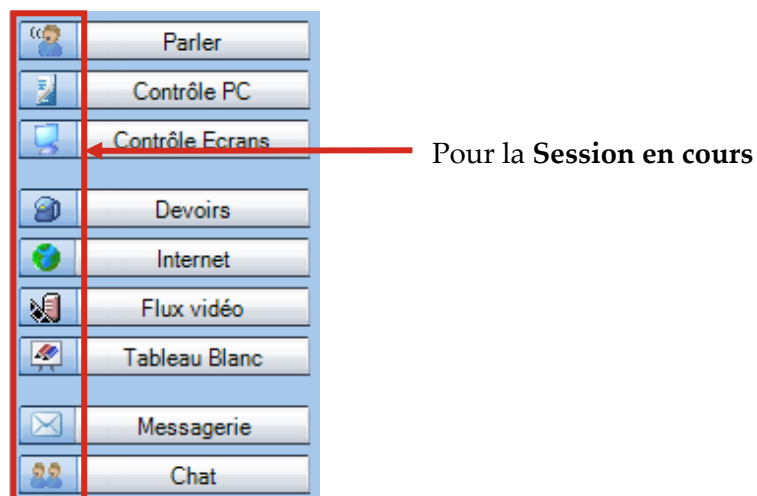 Parler
Contrôle PC
Contrôle Ecrans
Pour la Session en cours
Devoirs
Internet
Flux vidéo
Tableau Blanc
Messagerie
Chat